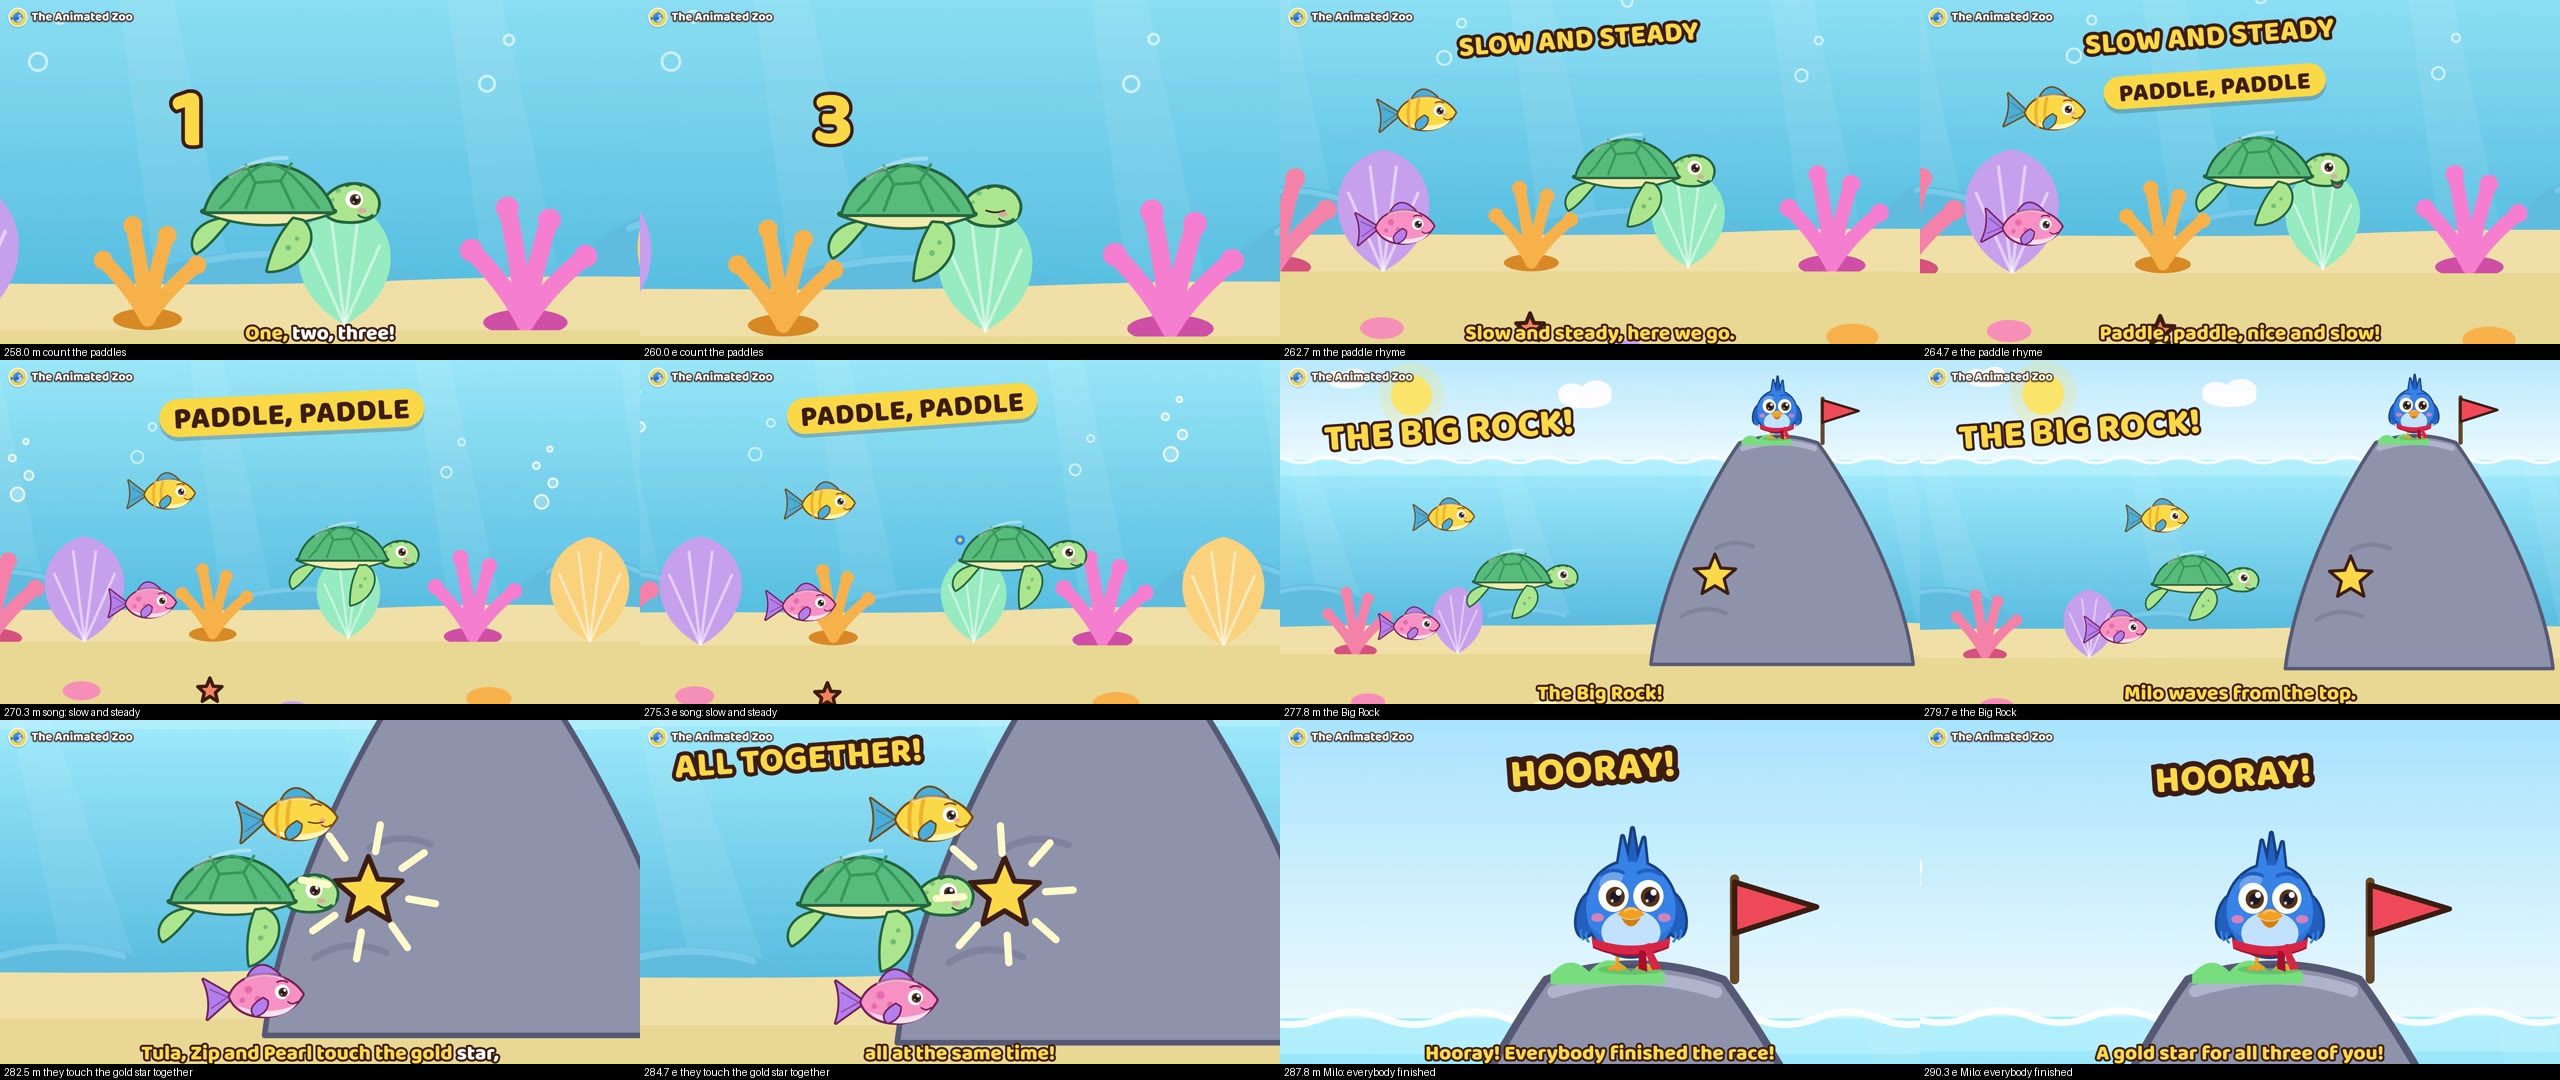 The Animated Zoo
1
One, two, three!
258.0 m count the paddles
The Animated Zoo
3
260.0 e count the paddles
The Animated Zoo
SLOW AND STEADY
Slow and steady, here we go.
262.7 m the paddle rhyme
The Animated Zoo
SLOW AND STEADY
PADDLE, PADDLE
Paddle, paddle, nice and slow!
264.7 e the paddle rhyme
The Animated Zoo
PADDLE, PADDLE
270.3 m song: slow and steady
The Animated Zoo
PADDLE, PADDLE
275.3 e song: slow and steady
The Animated Zoo
THE BIG ROCK!
The Big Rock!
277.8 m the Big Rock
The Animated Zoo
THE BIG ROCK!
Milo waves from the top.
279.7 e the Big Rock
The Animated Zoo
Tula, Zip and Pearl touch the gold star,
282.5 m they touch the gold star together
The Animated Zoo
ALL TOGETHER!
all at the same time!
284.7 e they touch the gold star together
The Animated Zoo
HOORAY!
Hooray! Everybody finished the race!
287.8 m Milo: everybody finished
The Animated Zoo
HOORAY!
A gold star for all three of you!
290.3 e Milo: everybody finished